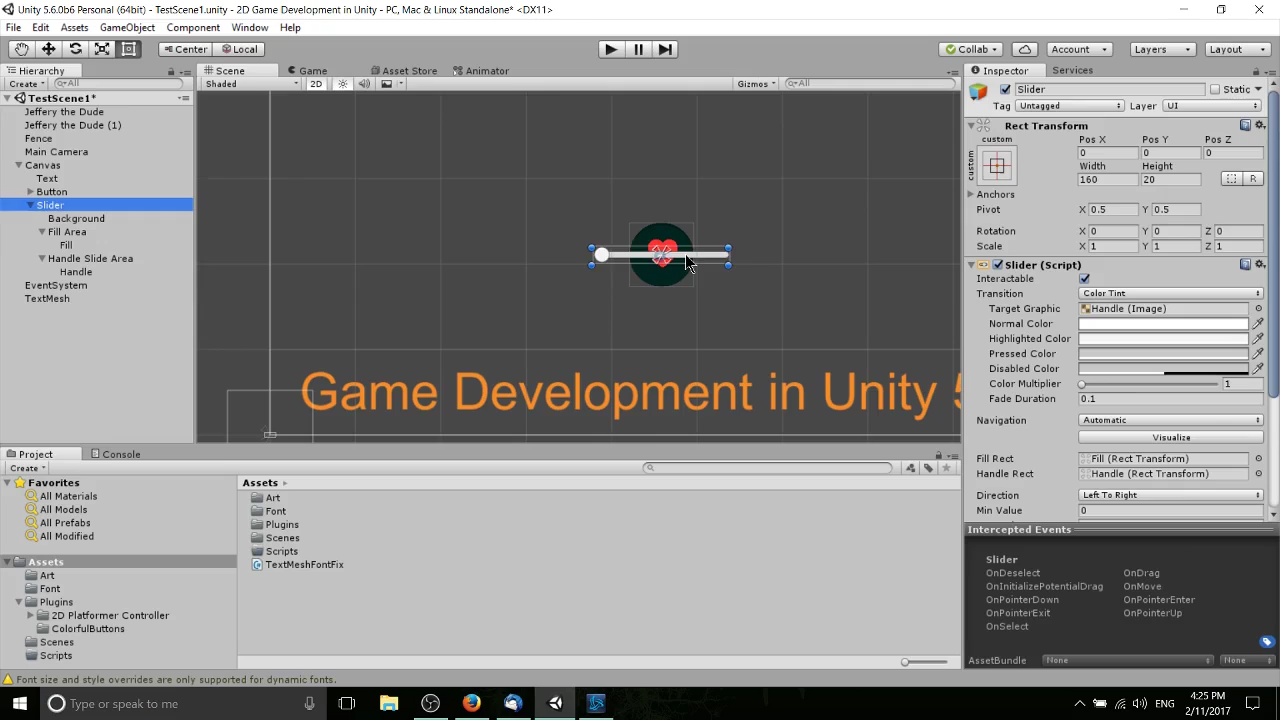 Unity 5.6.0b6 Personal (64bit) - TestScene1.unity - 2D Game Development in Unity - PC, Mac & Linux Standalone* <DX11>
File Edit Assets GameObject Component Window Help
Center Local Collab Account Layers Layout
Hierarchy Scene Game Asset Store Animator Inspector Services
Create All Shaded 2D Gizmos All Slider Static
TestScene1*
Tag Untagged Layer UI
Jeffery the Dude
Jeffery the Dude (1)
Fence
Main Camera
Canvas
Text
Button
Slider
Background
Fill Area
Fill
Handle Slide Area
Handle
EventSystem
TextMesh
Game Development in Unity 5
Rect Transform
custom Pos X Pos Y Pos Z
custom 0 0 0
Width Height
160 20 R
Anchors
Pivot X 0.5 Y 0.5
Rotation X 0 Y 0 Z 0
Scale X 1 Y 1 Z 1
Slider (Script)
Interactable
Transition Color Tint
Target Graphic Handle (Image)
Normal Color
Highlighted Color
Pressed Color
Disabled Color
Color Multiplier 1
Fade Duration 0.1
Navigation Automatic
Visualize
Fill Rect Fill (Rect Transform)
Handle Rect Handle (Rect Transform)
Direction Left To Right
Min Value 0
Project Console
Create
Favorites
All Materials
All Models
All Prefabs
All Modified
Assets
Art
Font
Plugins
2D Platformer Controller
ColorfulButtons
Scenes
Scripts
Assets
Art
Font
Plugins
Scenes
Scripts
TextMeshFontFix
Intercepted Events
Slider
OnDeselect OnDrag
OnInitializePotentialDrag OnMove
OnPointerDown OnPointerEnter
OnPointerExit OnPointerUp
OnSelect
AssetBundle None None
Font size and style overrides are only supported for dynamic fonts.
Type or speak to me
ENG
4:25 PM
2/11/2017